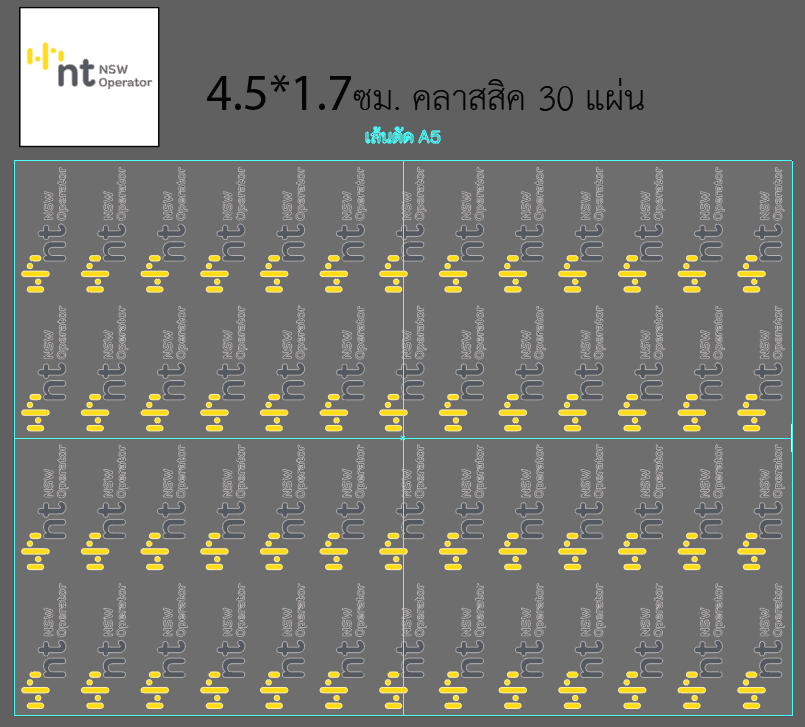 nt NSW
Operator
4.5*1.7ซม. คลาสสิค 30 แผ่น
เส้นตัด A5
nt NSW Operator nt NSW Operator nt NSW Operator nt NSW Operator nt NSW Operator nt NSW Operator nt NSW Operator nt NSW Operator nt NSW Operator nt NSW Operator nt NSW Operator nt NSW Operator nt NSW Operator
nt NSW Operator nt NSW Operator nt NSW Operator nt NSW Operator nt NSW Operator nt NSW Operator nt NSW Operator nt NSW Operator nt NSW Operator nt NSW Operator nt NSW Operator nt NSW Operator nt NSW Operator
nt NSW Operator nt NSW Operator nt NSW Operator nt NSW Operator nt NSW Operator nt NSW Operator nt NSW Operator nt NSW Operator nt NSW Operator nt NSW Operator nt NSW Operator nt NSW Operator nt NSW Operator
nt NSW Operator nt NSW Operator nt NSW Operator nt NSW Operator nt NSW Operator nt NSW Operator nt NSW Operator nt NSW Operator nt NSW Operator nt NSW Operator nt NSW Operator nt NSW Operator nt NSW Operator